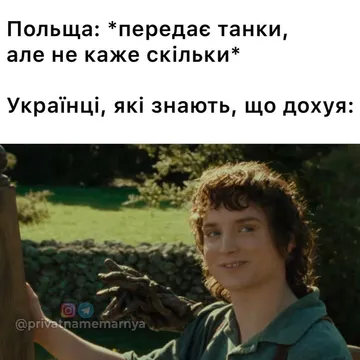 Польща: *передає танки,
але не каже скільки*
Українці, які знають, що дохуя:
@privatnamemarnya